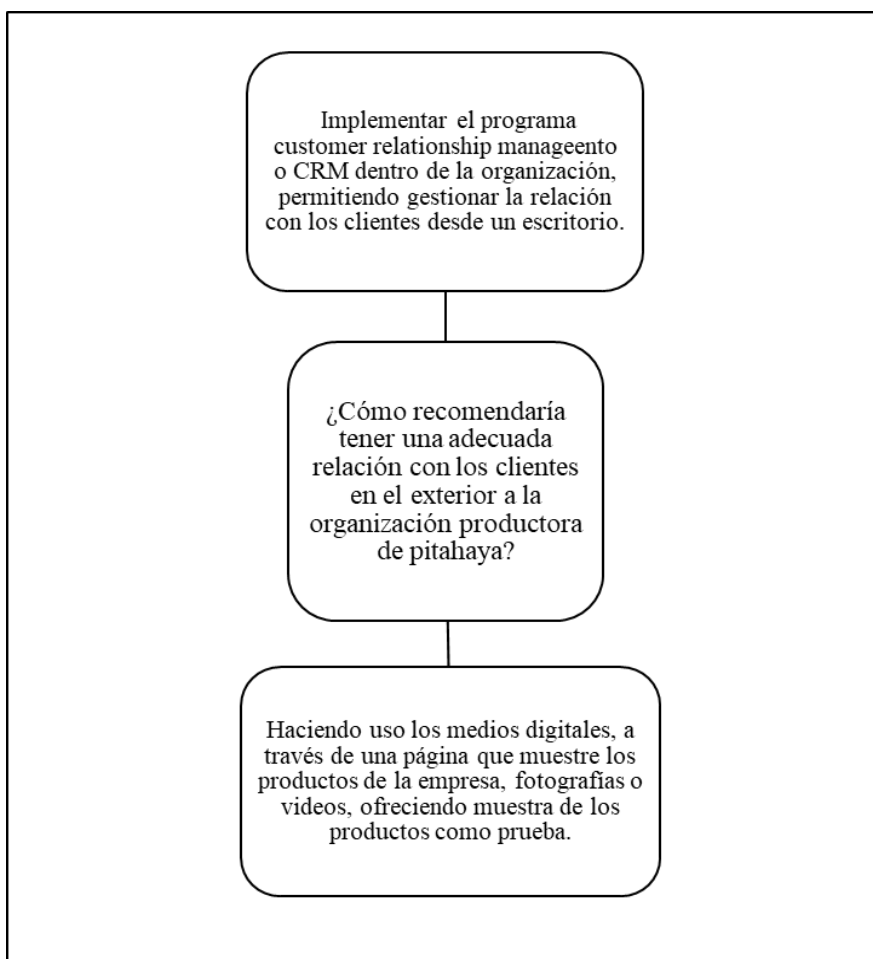 Implementar el programa
customer relationship manageento
o CRM dentro de la organización,
permitiendo gestionar la relación
con los clientes desde un escritorio.
¿Cómo recomendaría
tener una adecuada
relación con los clientes
en el exterior a la
organización productora
de pitahaya?
Haciendo uso los medios digitales, a
través de una página que muestre los
productos de la empresa, fotografías o
videos, ofreciendo muestra de los
productos como prueba.